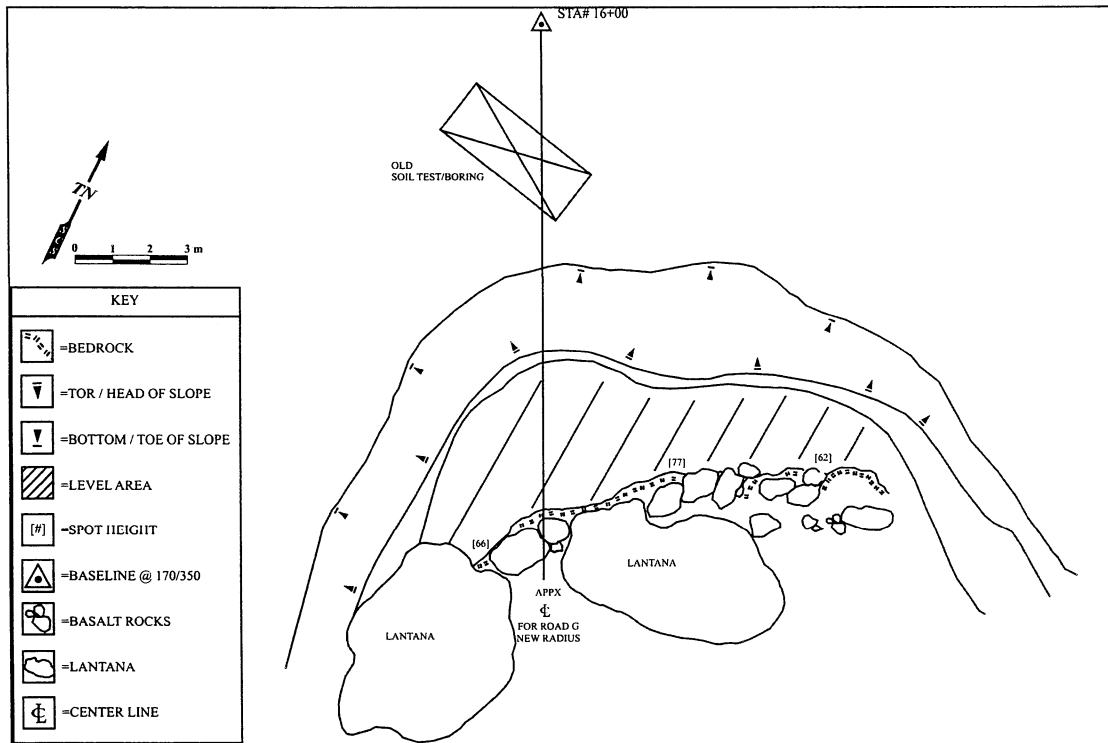 STA# 16+00
OLD
SOIL TEST/BORING
TN
0 1 2 3 m
KEY
=BEDROCK
=TOR / HEAD OF SLOPE
=BOTTOM / TOE OF SLOPE
=LEVEL AREA
[#] =SPOT HEIGHT
=BASELINE @ 170/350
=BASALT ROCKS
=LANTANA
℄ =CENTER LINE
[77]
[62]
[66]
LANTANA
LANTANA
APPX
℄
FOR ROAD G
NEW RADIUS